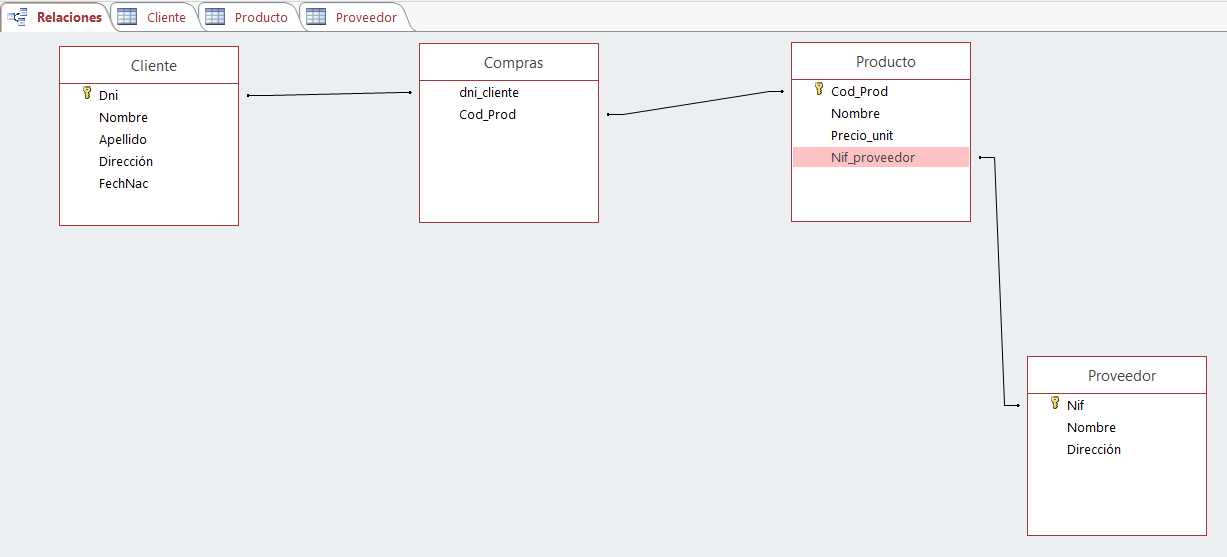 Relaciones
Cliente
Producto
Proveedor
Cliente
Dni
Nombre
Apellido
Dirección
FechNac
Compras
dni_cliente
Cod_Prod
Producto
Cod_Prod
Nombre
Precio_unit
Nif_proveedor
Proveedor
Nif
Nombre
Dirección